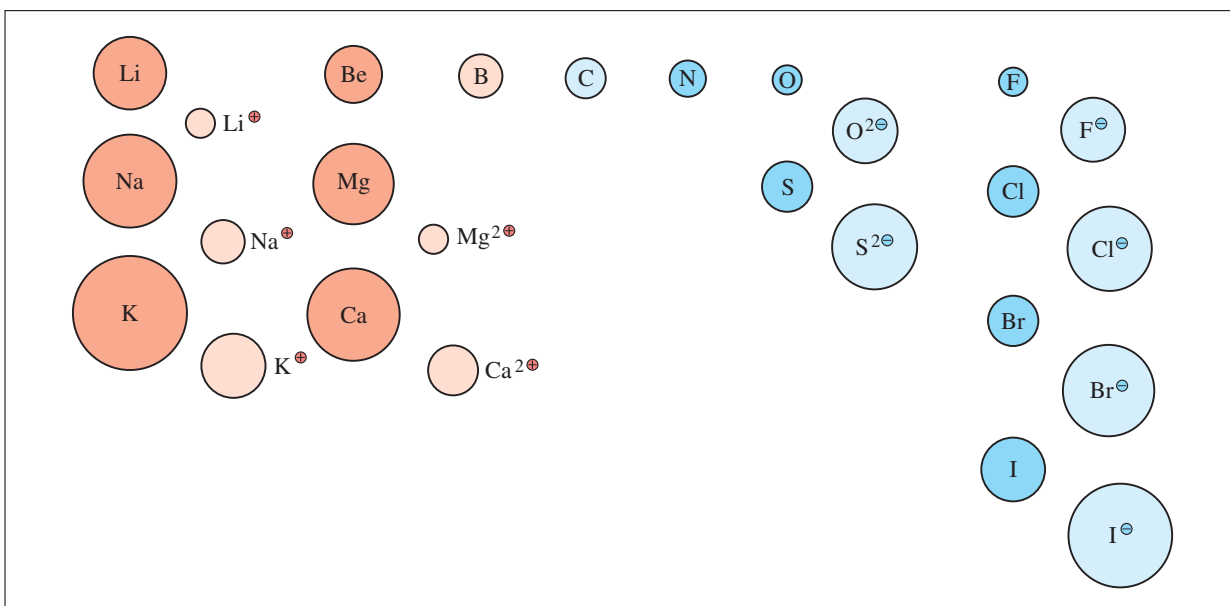 Li Be B C N O F
Li⊕ O²⊖ F⊖
Na Mg S Cl
Na⊕ Mg²⊕ S²⊖ Cl⊖
K Ca Br
K⊕ Ca²⊕ Br⊖
I
I⊖